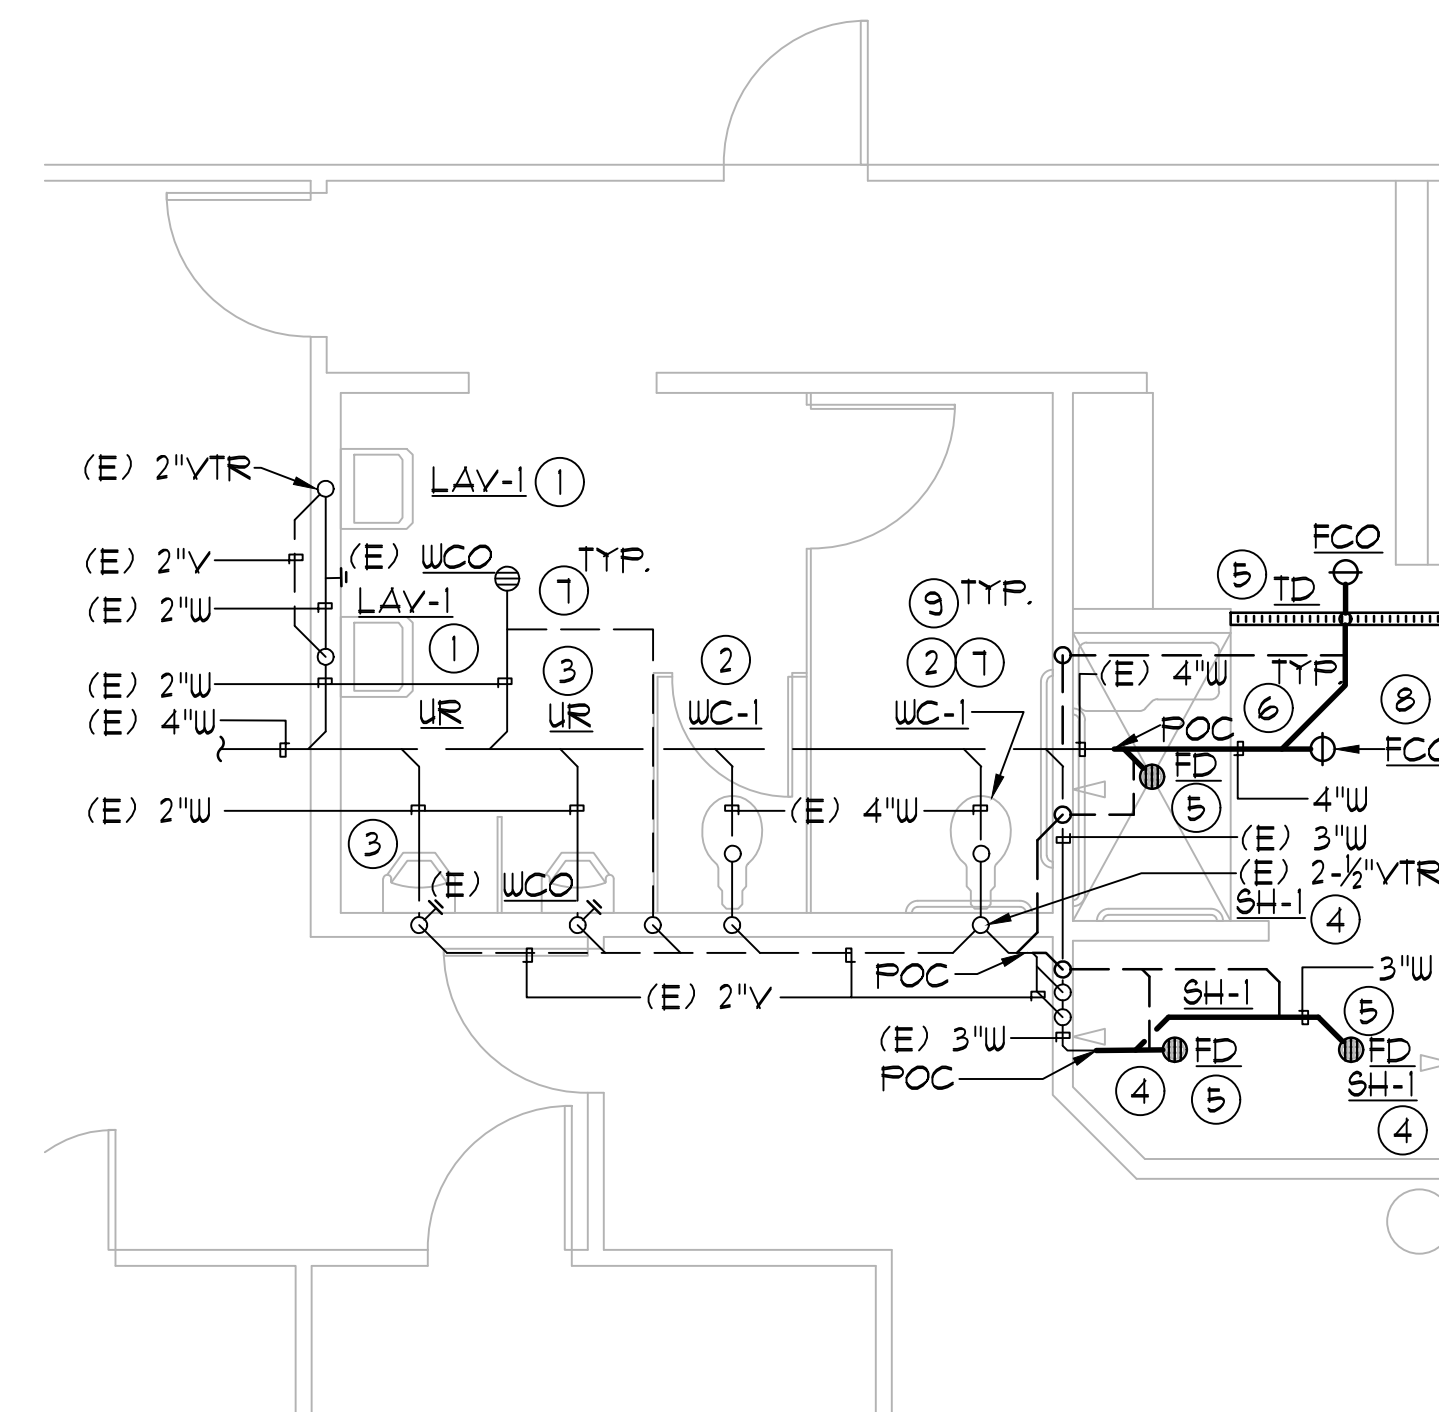 (E) 2"VTR
LAV-1 1
FCO
(E) 2"V
(E) WCO
TYP.
7
5 TD
9 TYP.
(E) 2"W
LAV-1
1
3
2
2 7
(E) 4"W TYP.
(E) 2"W
(E) 4"W
UR
UR
WC-1
WC-1
6
8
POC
FCO
FD
5
4"W
(E) 2"W
(E) 4"W
(E) 3"W
3
(E) WCO
(E) 2-½"VTR
SH-1
4
POC
3"W
(E) 2"V
SH-1
5
(E) 3"W
FD
FD
POC
4
5
SH-1
4